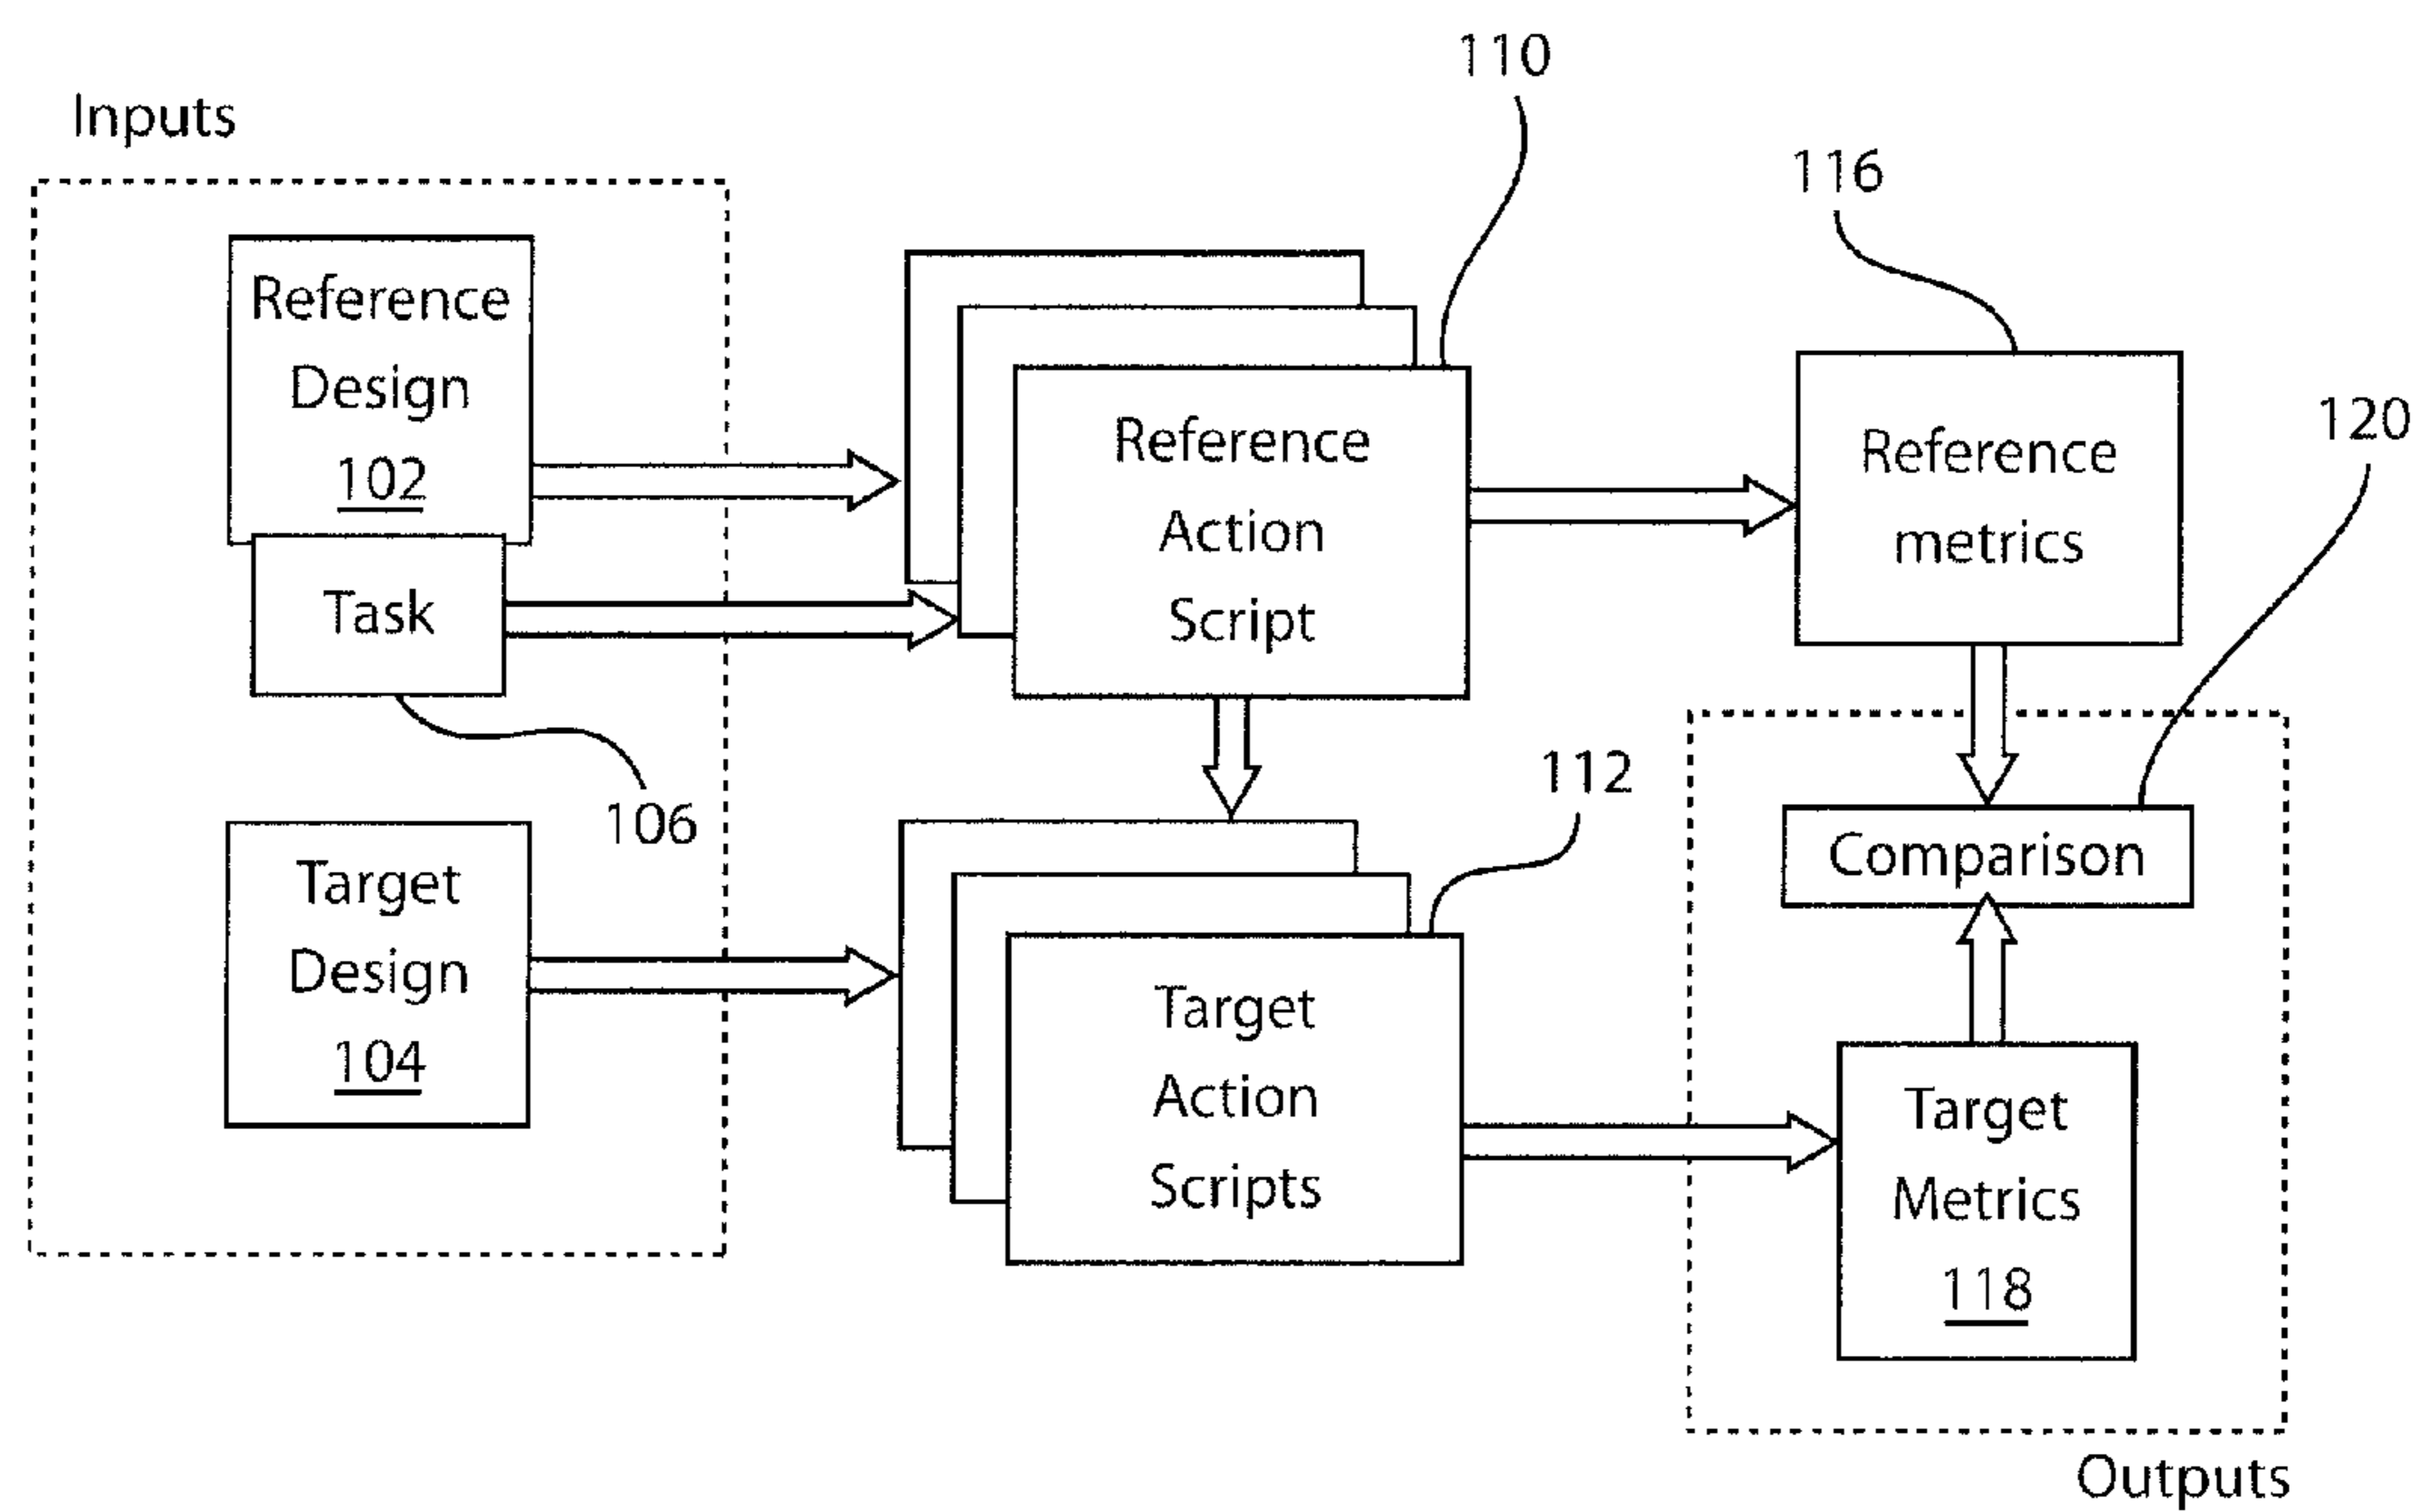 Inputs
110
116
120
Reference
Design
102
Task
106
Reference
Action
Script
Reference
metrics
Target
Design
104
112
Target
Action
Scripts
Comparison
Target
Metrics
118
Outputs